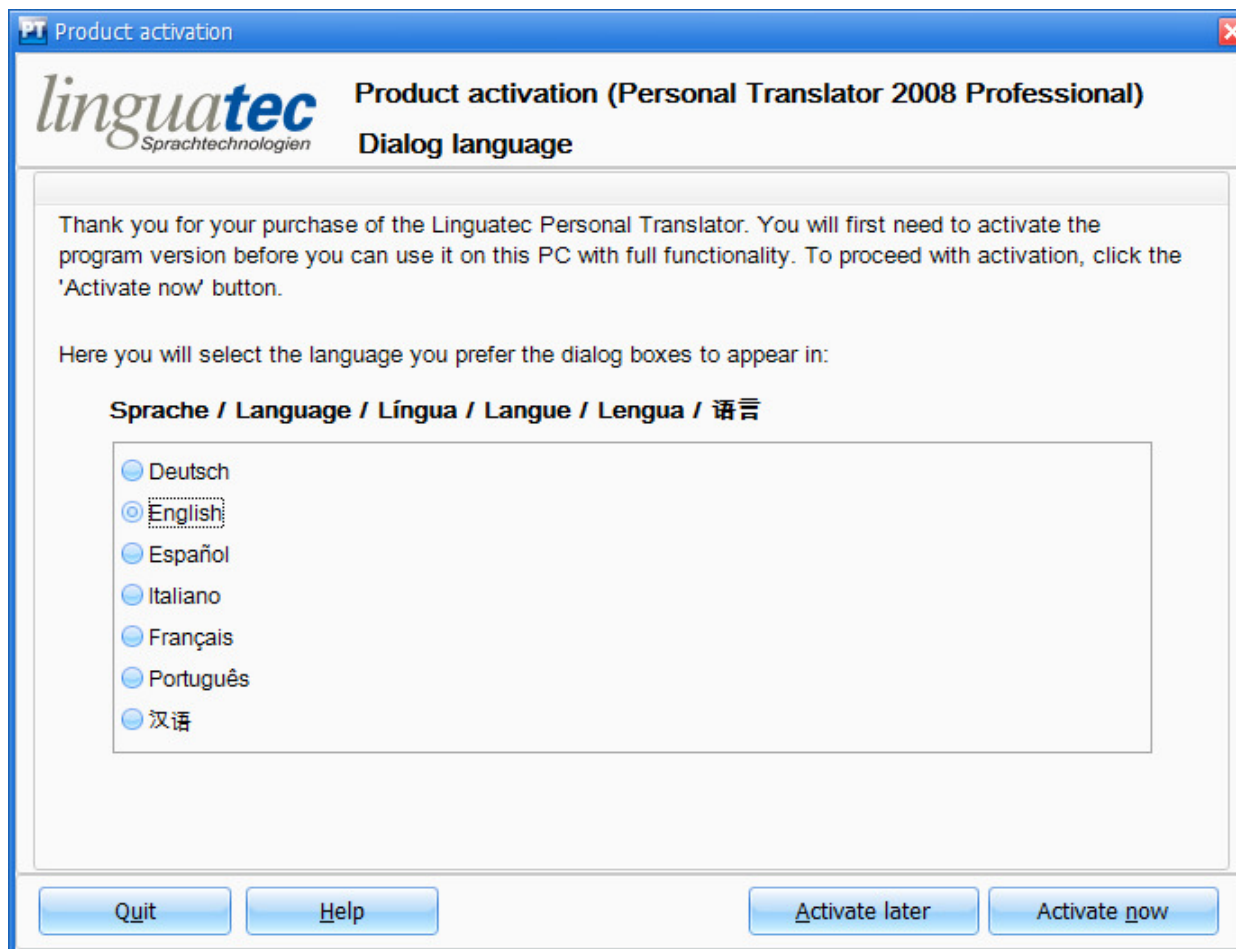 PT Product activation
linguatec
Sprachtechnologien
Product activation (Personal Translator 2008 Professional)
Dialog language
Thank you for your purchase of the Linguatec Personal Translator. You will first need to activate the
program version before you can use it on this PC with full functionality. To proceed with activation, click the
'Activate now' button.
Here you will select the language you prefer the dialog boxes to appear in:
Sprache / Language / Língua / Langue / Lengua / 语言
Deutsch
English
Español
Italiano
Français
Português
汉语
Quit Help Activate later Activate now